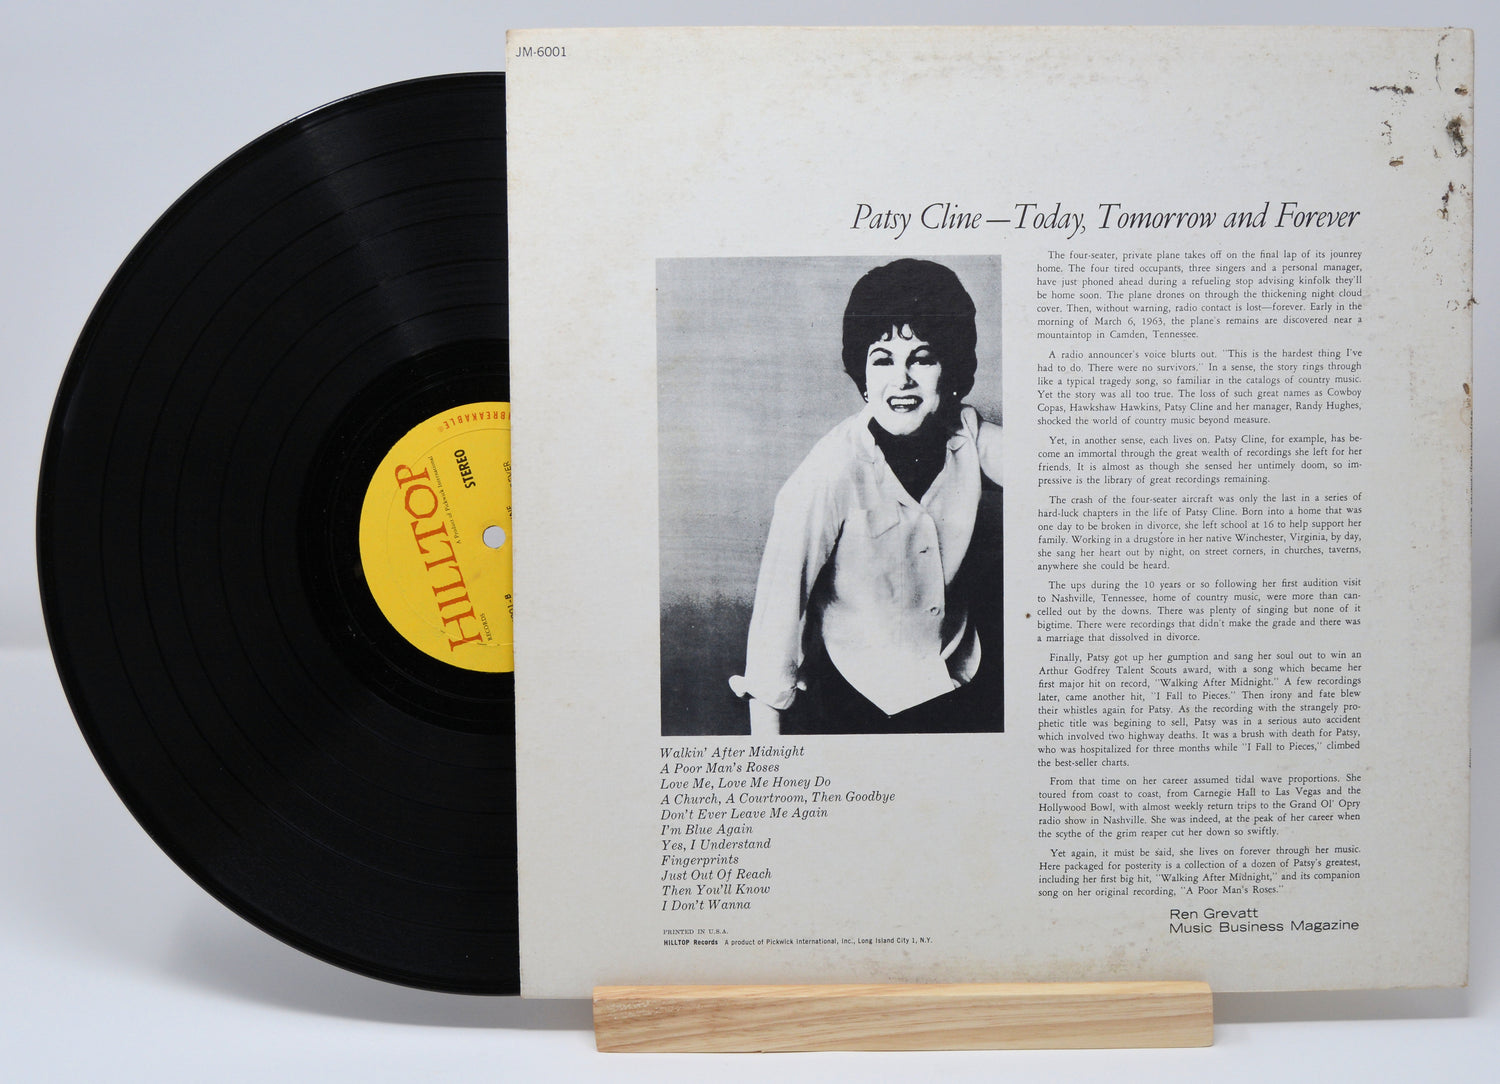 JM-6001
Patsy Cline—Today, Tomorrow and Forever
The four-seater, private plane takes off on the final lap of its jounrey
home. The four tired occupants, three singers and a personal manager,
have just phoned ahead during a refueling stop advising kinfolk they'll
be home soon. The plane drones on through the thickening night cloud
cover. Then, without warning, radio contact is lost—forever. Early in the
morning of March 6, 1963, the plane's remains are discovered near a
mountaintop in Camden, Tennessee.
A radio announcer's voice blurts out. "This is the hardest thing I've
had to do. There were no survivors." In a sense, the story rings through
like a typical tragedy song, so familiar in the catalogs of country music.
Yet the story was all too true. The loss of such great names as Cowboy
Copas, Hawkshaw Hawkins, Patsy Cline and her manager, Randy Hughes,
shocked the world of country music beyond measure.
Yet, in another sense, each lives on. Patsy Cline, for example, has be-
come an immortal through the great wealth of recordings she left for her
friends. It is almost as though she sensed her untimely doom, so im-
pressive is the library of great recordings remaining.
The crash of the four-seater aircraft was only the last in a series of
hard-luck chapters in the life of Patsy Cline. Born into a home that was
one day to be broken in divorce, she left school at 16 to help support her
family. Working in a drugstore in her native Winchester, Virginia, by day,
she sang her heart out by night, on street corners, in churches, taverns,
anywhere she could be heard.
The ups during the 10 years or so following her first audition visit
to Nashville, Tennessee, home of country music, were more than can-
celled out by the downs. There was plenty of singing but none of it
bigtime. There were recordings that didn't make the grade and there was
a marriage that dissolved in divorce.
Finally, Patsy got up her gumption and sang her soul out to win an
Arthur Godfrey Talent Scouts award, with a song which became her
first major hit on record, "Walking After Midnight." A few recordings
later, came another hit, "I Fall to Pieces." Then irony and fate blew
their whistles again for Patsy. As the recording with the strangely pro-
phetic title was begining to sell, Patsy was in a serious auto accident
which involved two highway deaths. It was a brush with death for Patsy,
who was hospitalized for three months while "I Fall to Pieces," climbed
the best-seller charts.
From that time on her career assumed tidal wave proportions. She
toured from coast to coast, from Carnegie Hall to Las Vegas and the
Hollywood Bowl, with almost weekly return trips to the Grand Ol' Opry
radio show in Nashville. She was indeed, at the peak of her career when
the scythe of the grim reaper cut her down so swiftly.
Yet again, it must be said, she lives on forever through her music.
Here packaged for posterity is a collection of a dozen of Patsy's greatest,
including her first big hit, "Walking After Midnight," and its companion
song on her original recording, "A Poor Man's Roses."
Ren Grevatt
Music Business Magazine
Walkin' After Midnight
A Poor Man's Roses
Love Me, Love Me Honey Do
A Church, A Courtroom, Then Goodbye
Don't Ever Leave Me Again
I'm Blue Again
Yes, I Understand
Fingerprints
Just Out Of Reach
Then You'll Know
I Don't Wanna
PRINTED IN U.S.A.
HILLTOP Records A product of Pickwick International, Inc., Long Island City 1, N.Y.
HILLTOP
RECORDS
A Product of Pickwick International
STEREO